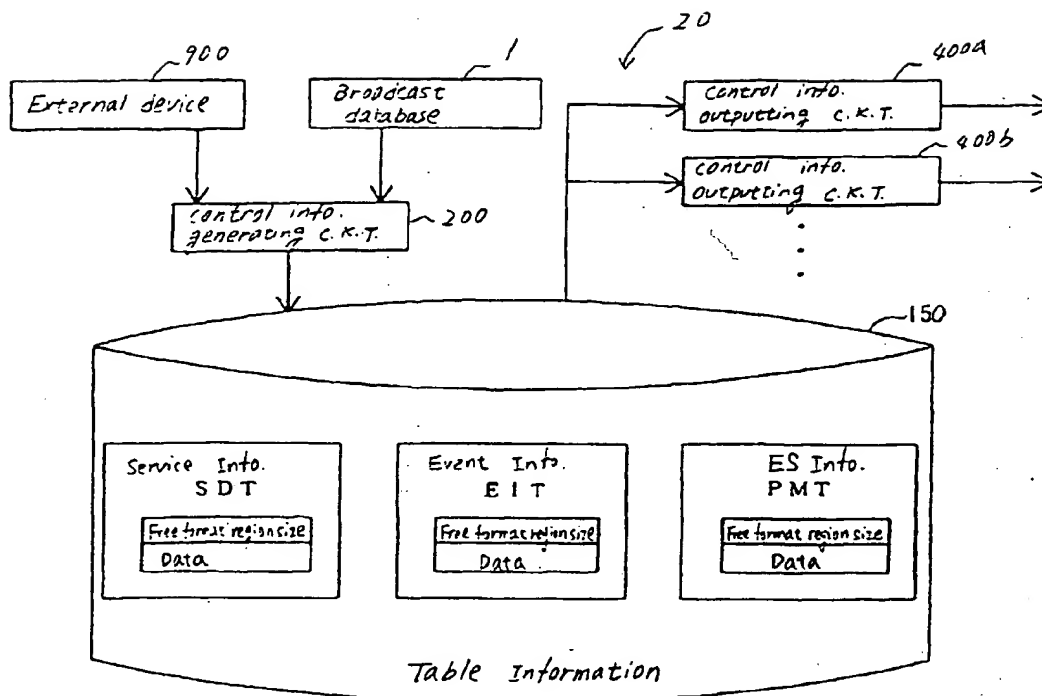 900
1
20
400a
External device
Broadcast
database
control info.
outputting C.K.T.
400b
control info.
outputting C.K.T.
control info.
generating C.K.T.
200
150
Service Info.
SDT
Free format region size
Data
Event Info.
EIT
Free format region size
Data
ES Info.
PMT
Free format region size
Data
Table Information